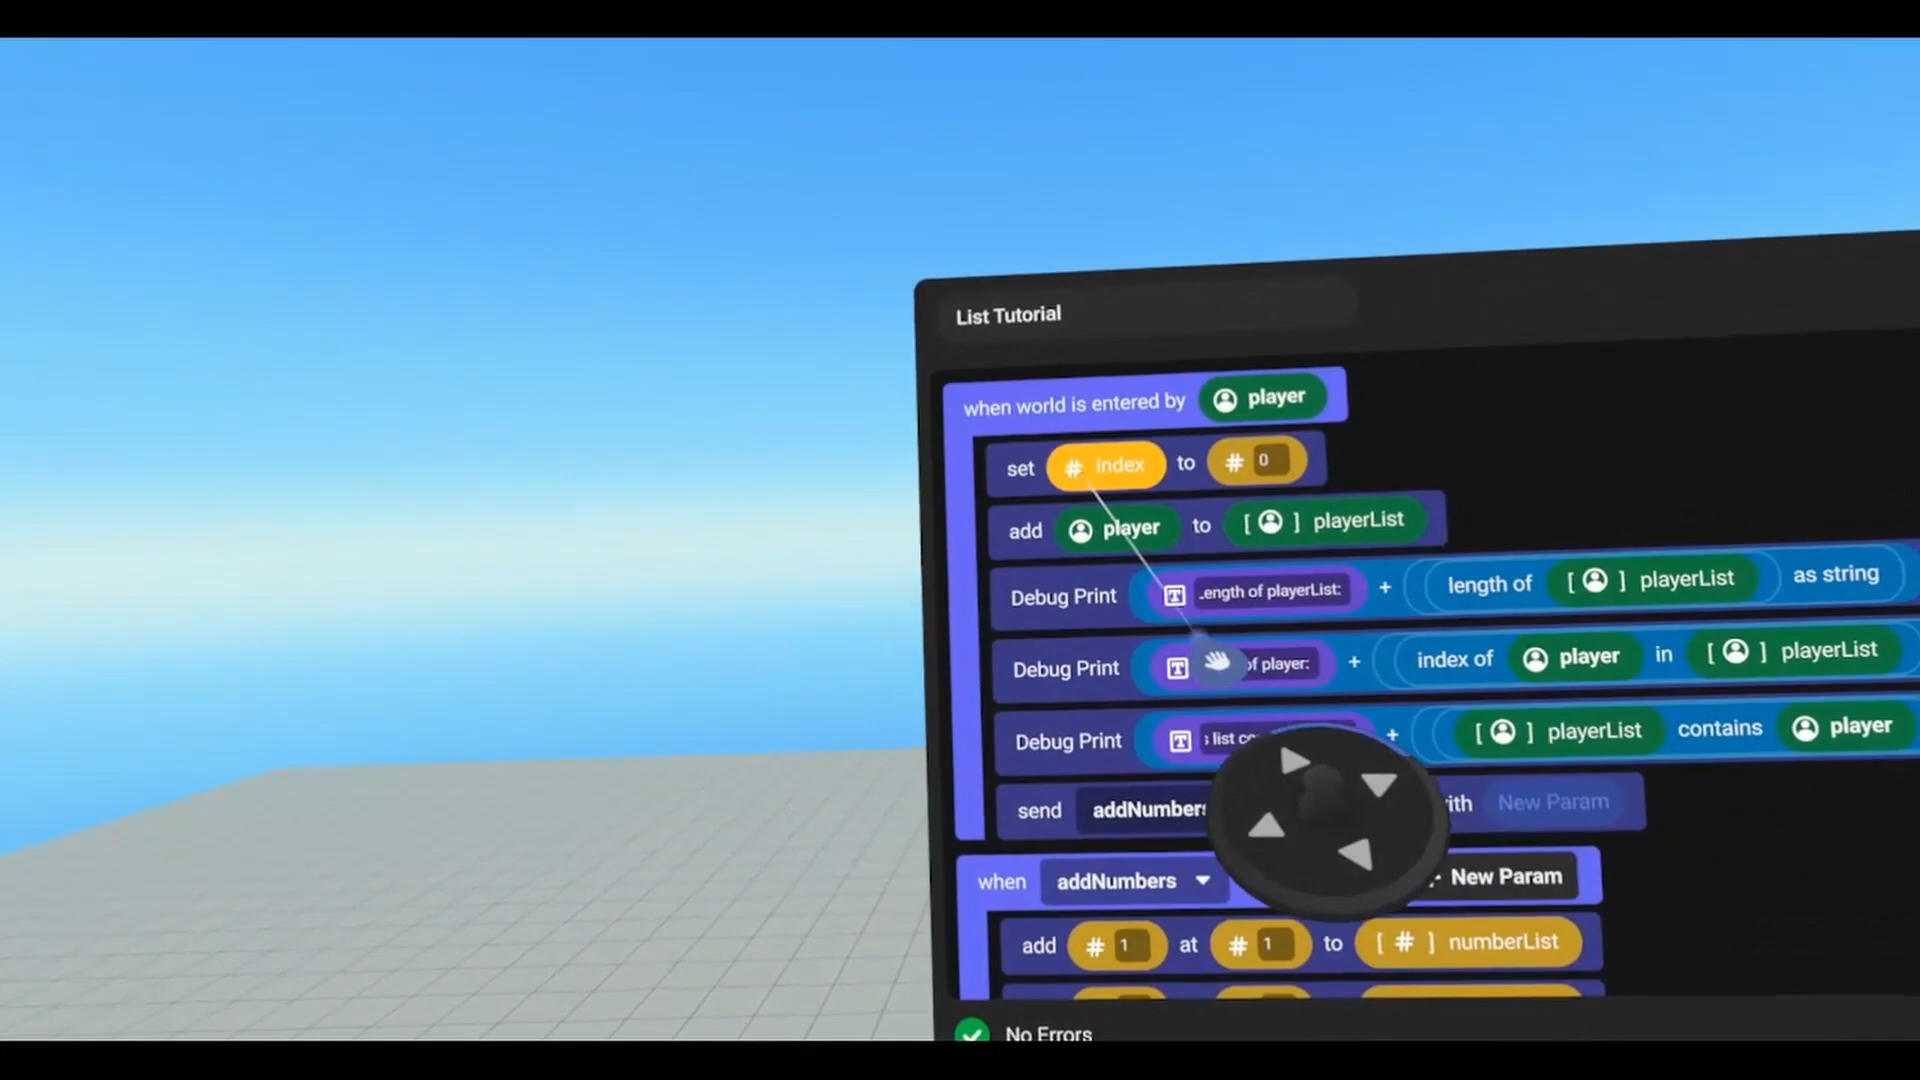 List Tutorial
when world is entered by player
set # index to # 0
add player to [ ] playerList
Debug Print T ength of playerList: + length of [ ] playerList as string
Debug Print T of player: + index of player in [ ] playerList
Debug Print T list + [ ] playerList contains player
send addNumbers New Param
when addNumbers New Param
add # 1 at # 1 to [ # ] numberList
No Errors